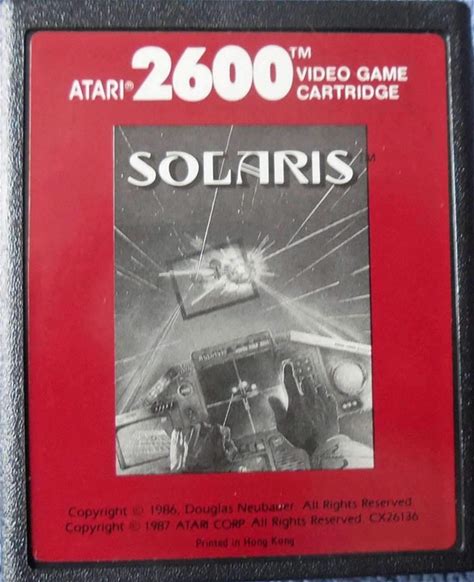 ATARI® 2600™ VIDEO GAME
CARTRIDGE
SOLARIS™
Copyright © 1986, Douglas Neubauer. All Rights Reserved.
Copyright © 1987 ATARI CORP. All Rights Reserved. CX26136
Printed in Hong Kong